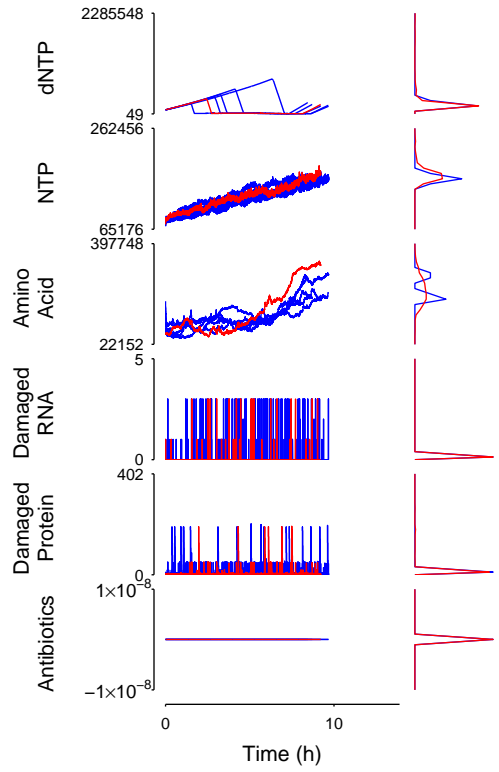 2285548
dNTP
49
262456
NTP
65176
397748
Amino
Acid
22152
5
Damaged
RNA
0
402
Damaged
Protein
0
1×10⁻⁸
Antibiotics
−1×10⁻⁸
0 10
Time (h)